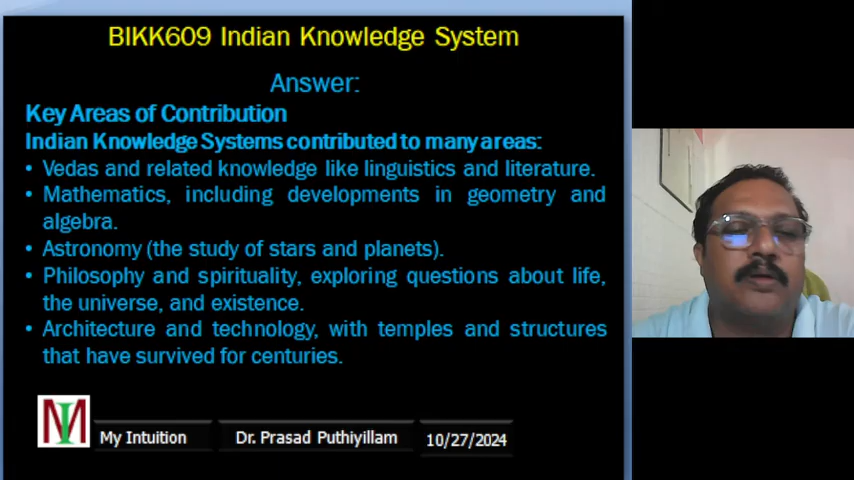 BIKK609 Indian Knowledge System
Answer:
Key Areas of Contribution
Indian Knowledge Systems contributed to many areas:
• Vedas and related knowledge like linguistics and literature.
• Mathematics, including developments in geometry and
algebra.
• Astronomy (the study of stars and planets).
• Philosophy and spirituality, exploring questions about life,
the universe, and existence.
• Architecture and technology, with temples and structures
that have survived for centuries.
MI
My Intuition
Dr. Prasad Puthiyillam
10/27/2024